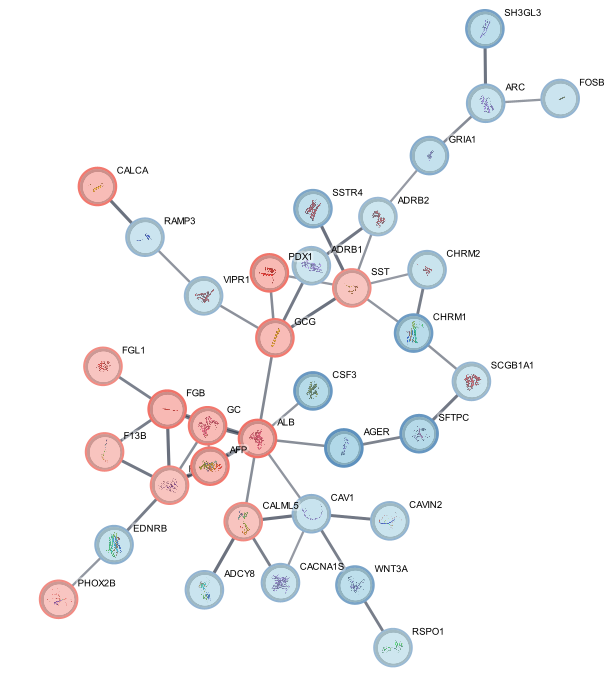 SH3GL3
FOSB
ARC
GRIA1
CALCA
SSTR4
ADRB2
RAMP3
ADRB1
CHRM2
PDX1
SST
VIPR1
CHRM1
GCG
FGL1
SCGB1A1
CSF3
FGB
GC
ALB
SFTPC
AGER
F13B
AFP
CALML5
CAV1
CAVIN2
EDNRB
ADCY8
CACNA1S
WNT3A
PHOX2B
RSPO1